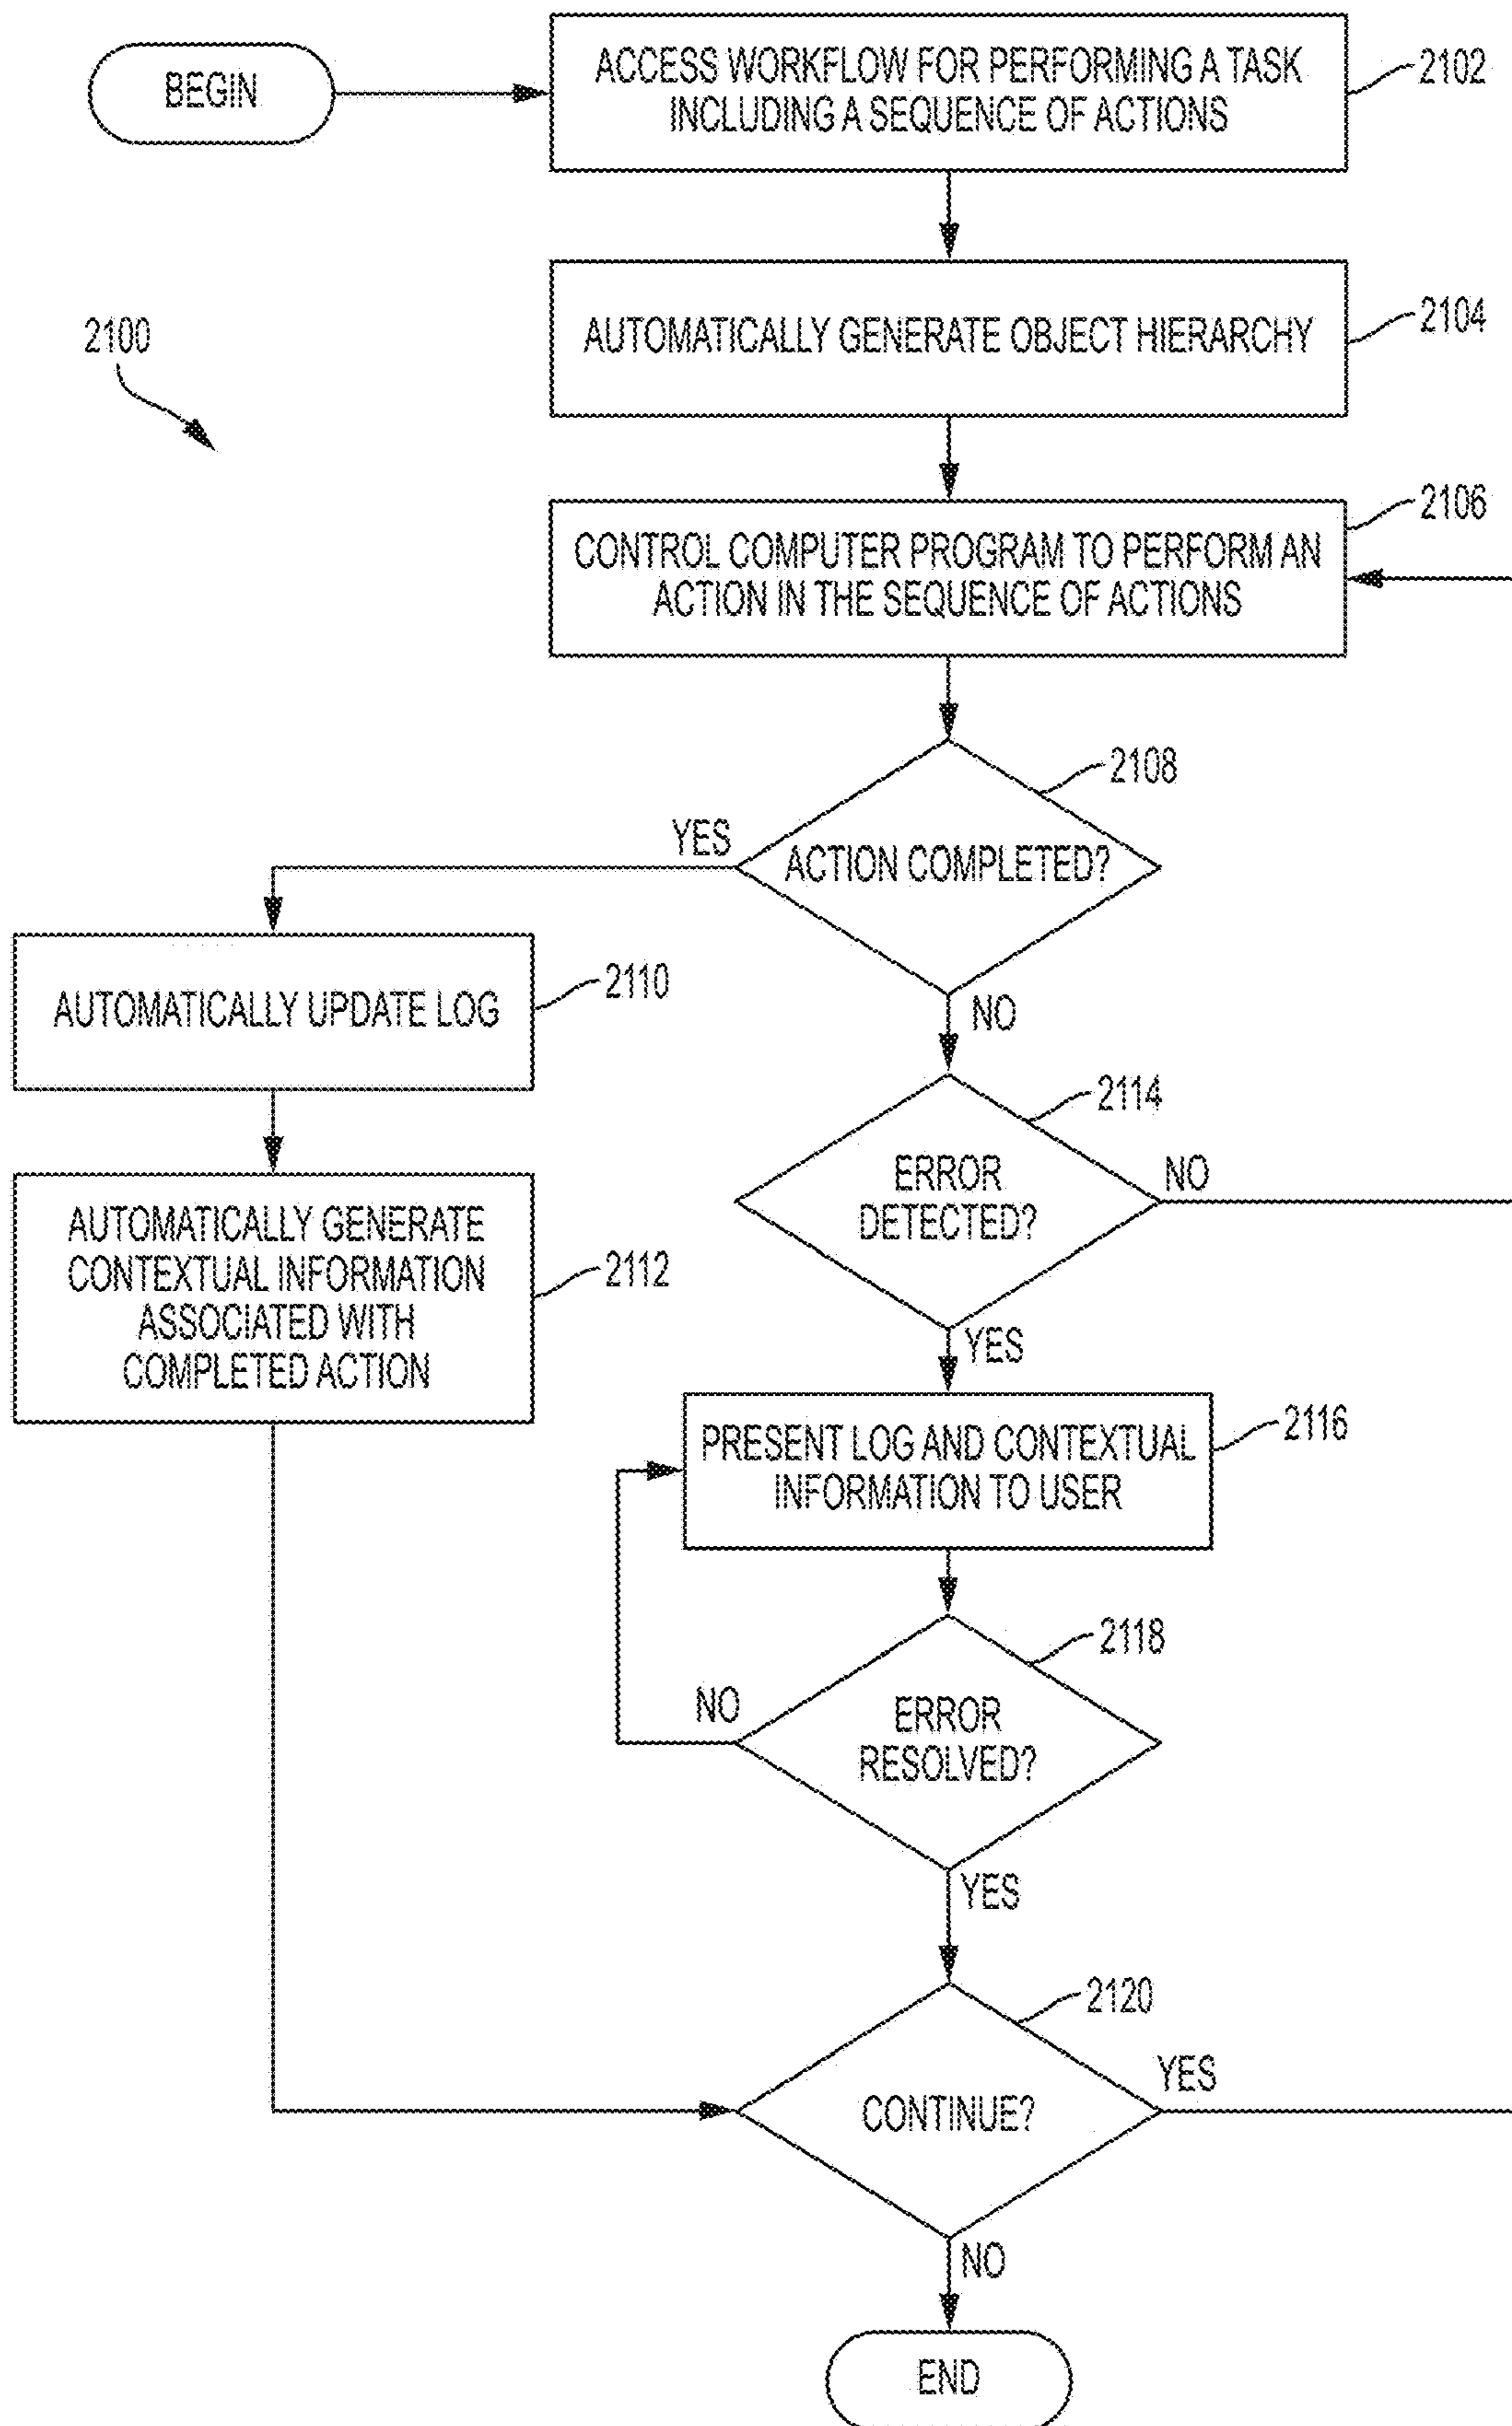 BEGIN
ACCESS WORKFLOW FOR PERFORMING A TASK
INCLUDING A SEQUENCE OF ACTIONS
2102
AUTOMATICALLY GENERATE OBJECT HIERARCHY
2104
2100
CONTROL COMPUTER PROGRAM TO PERFORM AN
ACTION IN THE SEQUENCE OF ACTIONS
2106
ACTION COMPLETED?
2108
YES
NO
AUTOMATICALLY UPDATE LOG
2110
AUTOMATICALLY GENERATE
CONTEXTUAL INFORMATION
ASSOCIATED WITH
COMPLETED ACTION
2112
ERROR
DETECTED?
2114
NO
YES
PRESENT LOG AND CONTEXTUAL
INFORMATION TO USER
2116
ERROR
RESOLVED?
2118
NO
YES
CONTINUE?
2120
YES
NO
END